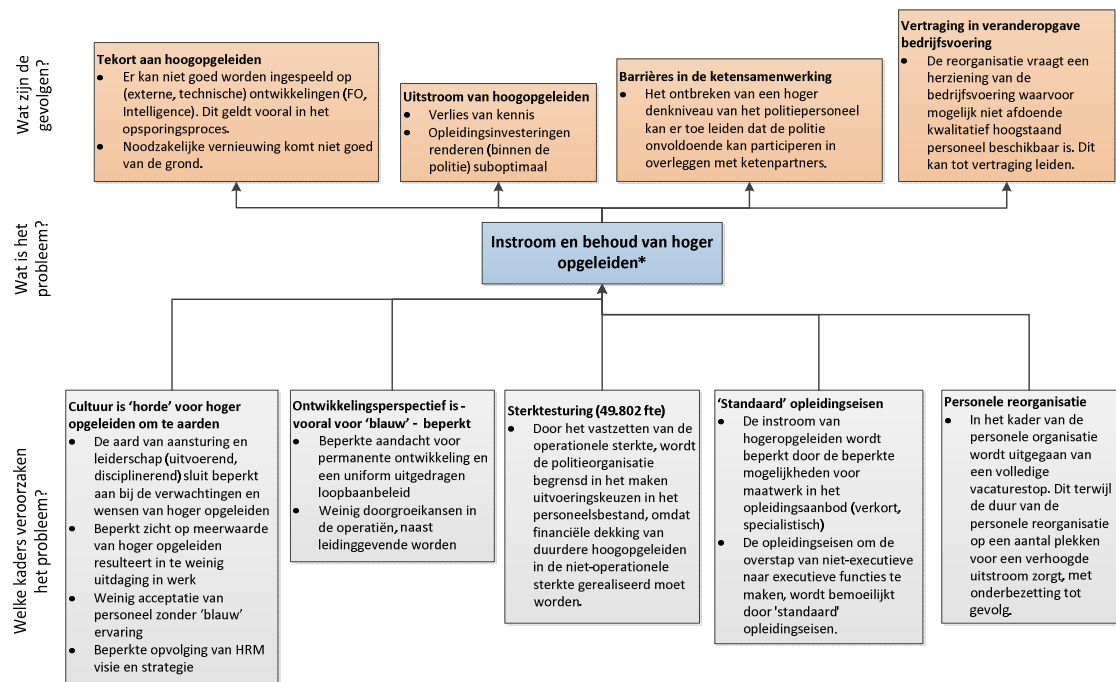 Wat zijn de
gevolgen?
Tekort aan hoogopgeleiden
● Er kan niet goed worden ingespeeld op
(externe, technische) ontwikkelingen (FO,
Intelligence). Dit geldt vooral in het
opsporingsproces.
● Noodzakelijke vernieuwing komt niet goed
van de grond.
Uitstroom van hoogopgeleiden
● Verlies van kennis
● Opleidingsinvesteringen
renderen (binnen de
politie) suboptimaal
Barrières in de ketensamenwerking
● Het ontbreken van een hoger
denkniveau van het politiepersoneel
kan er toe leiden dat de politie
onvoldoende kan participeren in
overleggen met ketenpartners.
Vertraging in veranderopgave
bedrijfsvoering
● De reorganisatie vraagt een
herziening van de
bedrijfsvoering waarvoor
mogelijk niet afdoende
kwalitatief hoogstaand
personeel beschikbaar is. Dit
kan tot vertraging leiden.
Wat is het
probleem?
Instroom en behoud van hoger
opgeleiden*
Welke kaders veroorzaken
het probleem?
Cultuur is ‘horde’ voor hoger
opgeleiden om te aarden
● De aard van aansturing en
leiderschap (uitvoerend,
disciplinerend) sluit beperkt
aan bij de verwachtingen en
wensen van hoger opgeleiden
● Beperkt zicht op meerwaarde
van hoger opgeleiden
resulteert in te weinig
uitdaging in werk
● Weinig acceptatie van
personeel zonder ‘blauw’
ervaring
● Beperkte opvolging van HRM
visie en strategie
Ontwikkelingsperspectief is -
vooral voor ‘blauw’ - beperkt
● Beperkte aandacht voor
permanente ontwikkeling en
een uniform uitgedragen
loopbaanbeleid
● Weinig doorgroeikansen in
de operatiën, naast
leidinggevende worden
Sterktesturing (49.802 fte)
● Door het vastzetten van de
operationele sterkte, wordt
de politieorganisatie
begrensd in het maken
uitvoeringskeuzen in het
personeelsbestand, omdat
financiële dekking van
duurdere hoogopgeleiden
in de niet-operationele
sterkte gerealiseerd moet
worden.
‘Standaard’ opleidingseisen
● De instroom van
hogeropgeleiden wordt
beperkt door de beperkte
mogelijkheden voor
maatwerk in het
opleidingsaanbod (verkort,
specialistisch)
● De opleidingseisen om de
overstap van niet-executieve
naar executieve functies te
maken, wordt bemoeilijkt
door 'standaard'
opleidingseisen.
Personele reorganisatie
● In het kader van de
personele organisatie
wordt uitgegaan van
een volledige
vacaturestop. Dit terwijl
de duur van de
personele reorganisatie
op een aantal plekken
voor een verhoogde
uitstroom zorgt, met
onderbezetting tot
gevolg.